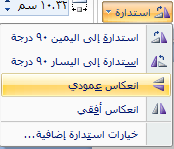 ١٠.٣٢ سم
استدارة
استدارة إلى اليمين ٩٠ درجة
استدارة إلى اليسار ٩٠ درجة
انعكاس عمودي
انعكاس أفقي
خيارات استدارة إضافية...